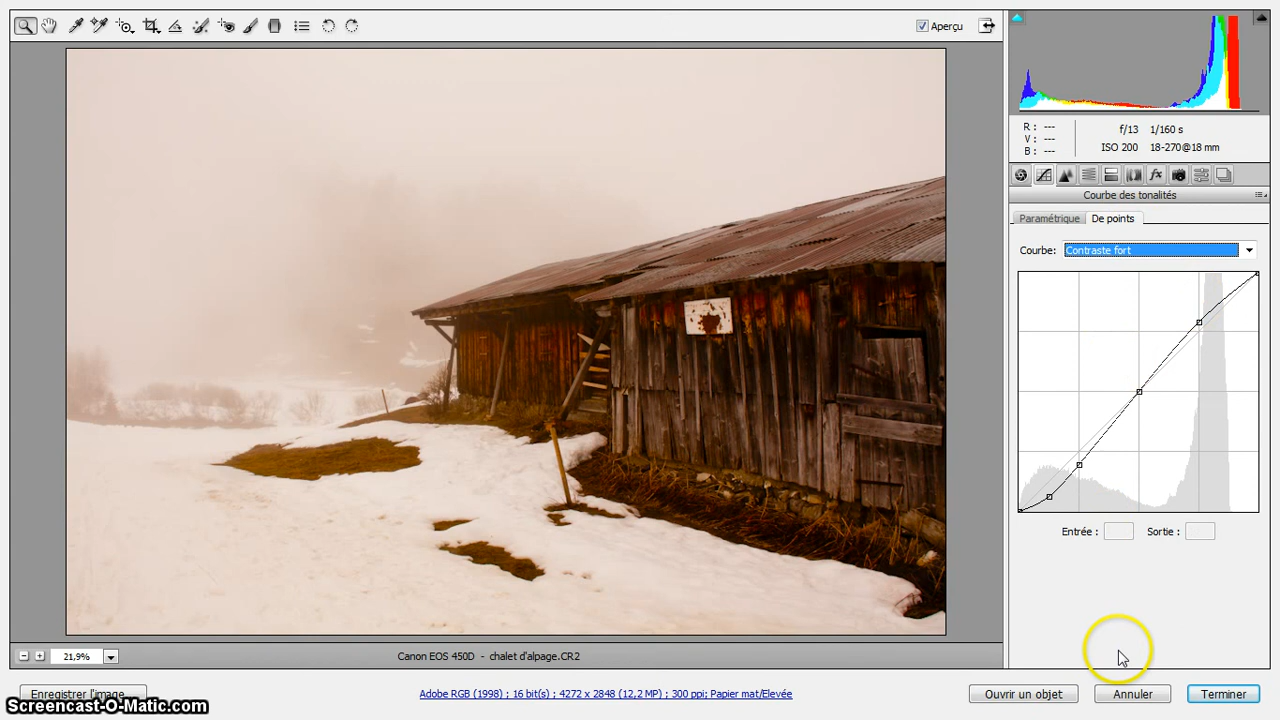 Aperçu
R : ---
V : ---
B : ---
f/13 1/160 s
ISO 200 18-270@18 mm
Courbe des tonalités
Paramétrique De points
Courbe: Contraste fort
Entrée : Sortie :
21,9% Canon EOS 450D - chalet d'alpage.CR2
Enregistrer l'image... Adobe RGB (1998) ; 16 bit(s) ; 4272 x 2848 (12,2 MP) ; 300 ppi; Papier mat/Elevée Ouvrir un objet Annuler Terminer
Screencast-O-Matic.com